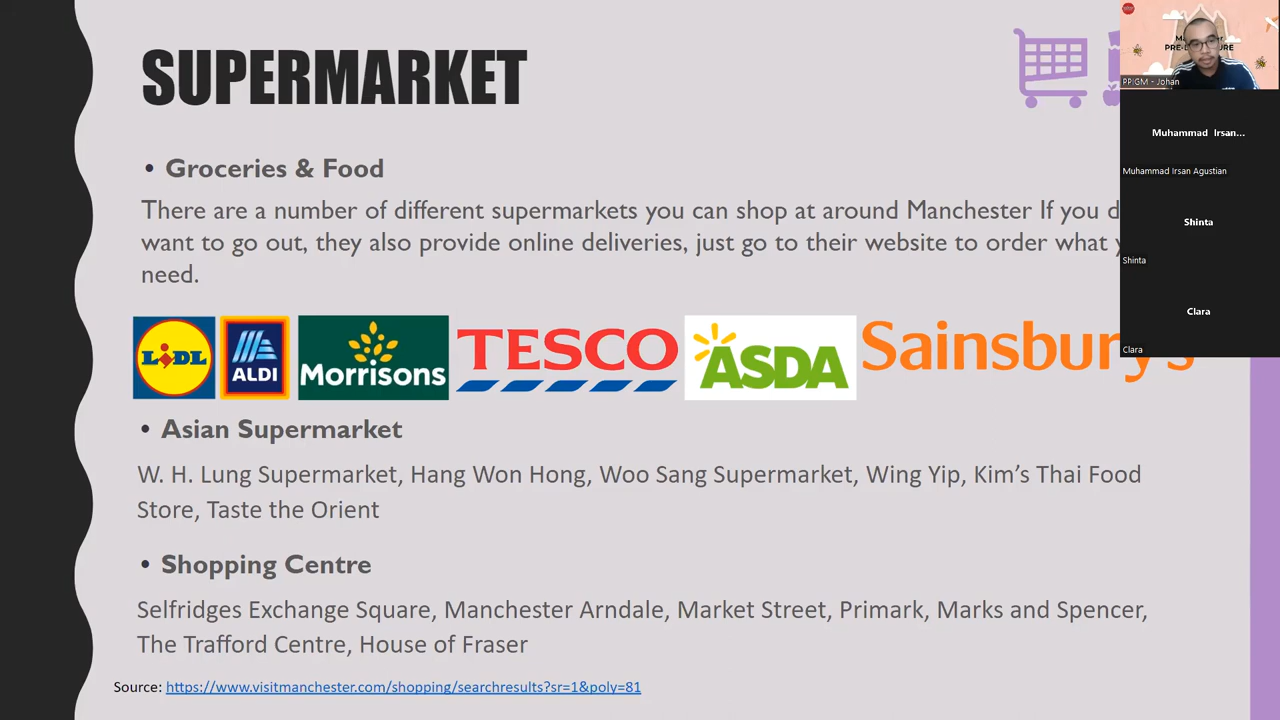 SUPERMARKET
• Groceries & Food
There are a number of different supermarkets you can shop at around Manchester If you d
want to go out, they also provide online deliveries, just go to their website to order what y
need.
LIDL
ALDI
Morrisons
TESCO
ASDA
Sainsbury's
• Asian Supermarket
W. H. Lung Supermarket, Hang Won Hong, Woo Sang Supermarket, Wing Yip, Kim’s Thai Food
Store, Taste the Orient
• Shopping Centre
Selfridges Exchange Square, Manchester Arndale, Market Street, Primark, Marks and Spencer,
The Trafford Centre, House of Fraser
Source: https://www.visitmanchester.com/shopping/searchresults?sr=1&poly=81
PPIGM - Johan
Muhammad Irsan...
Muhammad Irsan Agustian
Shinta
Shinta
Clara
Clara